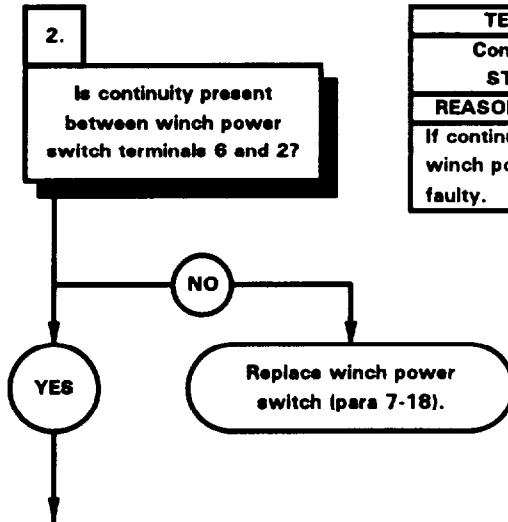 2.
Is continuity present
between winch power
switch terminals 6 and 2?
NO
YES
Replace winch power
switch (para 7-18).
TE
Con
ST
REASO
If continu
winch po
faulty.